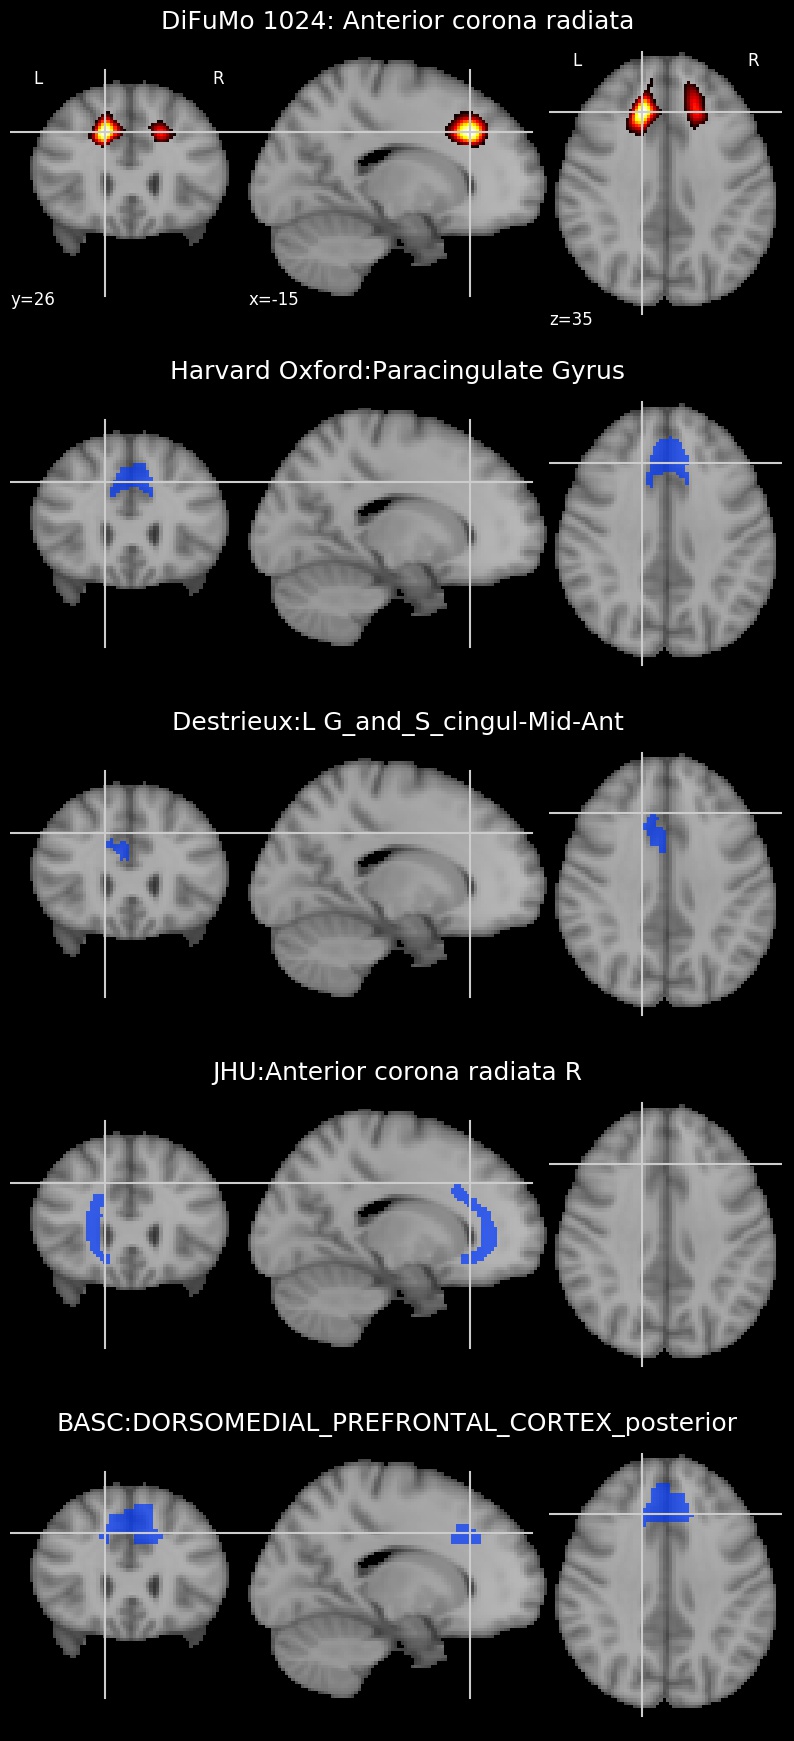 DiFuMo 1024: Anterior corona radiata
L R
L R
y=26
x=-15
z=35
Harvard Oxford:Paracingulate Gyrus
Destrieux:L G_and_S_cingul-Mid-Ant
JHU:Anterior corona radiata R
BASC:DORSOMEDIAL_PREFRONTAL_CORTEX_posterior